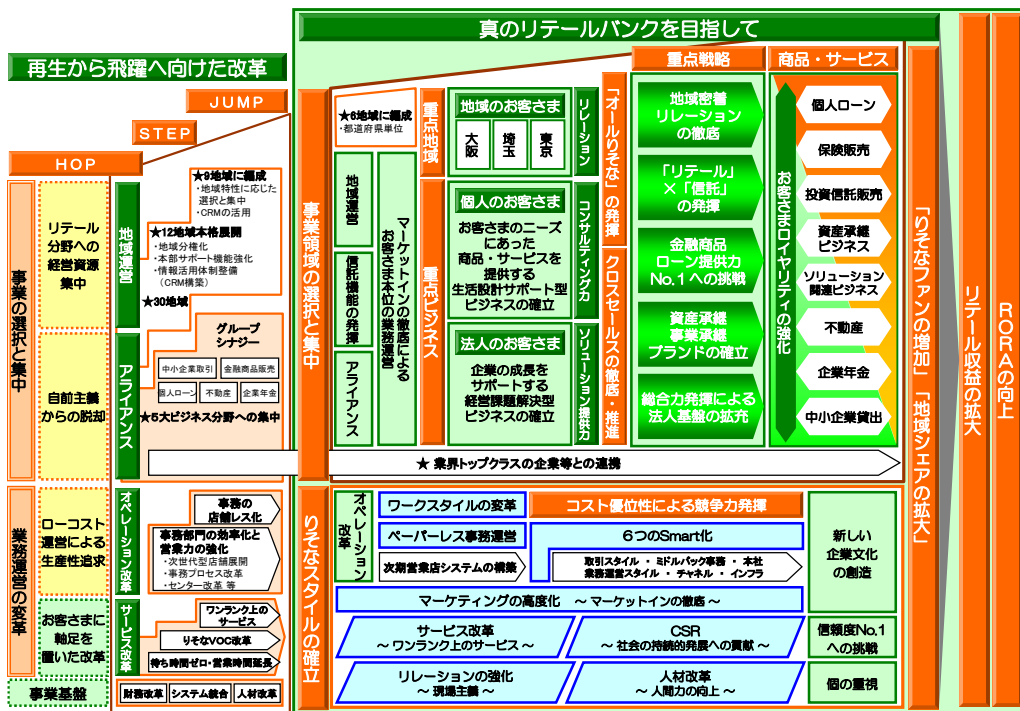 真のリテールバンクを目指して
再生から飛躍へ向けた改革
JUMP
STEP
HOP
事業の選択と集中
リテール
分野への
経営資源
集中
自前主義
からの脱却
地域運営
★9地域に編成
・地域特性に応じた
選択と集中
・CRMの活用
★12地域本格展開
・地域分権化
・本部サポート機能強化
・情報活用体制整備
（CRM構築）
★30地域
アライアンス
グループ
シナジー
中小企業取引
金融商品販売
個人ローン
不動産
企業年金
★5大ビジネス分野への集中
★ 業界トップクラスの企業等との連携
業務運営の変革
ローコスト
運営による
生産性追求
お客さまに
軸足を
置いた改革
オペレーション改革
事務の
店舗レス化
事務部門の効率化と
営業力の強化
・次世代型店舗展開
・事務プロセス改革
・センター改革 等
サービス改革
ワンランク上の
サービス
りそなVOC改革
待ち時間ゼロ・営業時間延長
事業基盤
財務改革
システム統合
人材改革
事業領域の選択と集中
★6地域に編成
・都道府県単位
地域運営
信託機能の発揮
アライアンス
マーケットインの徹底による
お客さま本位の業務運営
重点地域
地域のお客さま
大阪
埼玉
東京
リレーション
重点ビジネス
個人のお客さま
お客さまのニーズ
にあった
商品・サービスを
提供する
生活設計サポート型
ビジネスの確立
コンサルティング力
法人のお客さま
企業の成長を
サポートする
経営課題解決型
ビジネスの確立
ソリューション提供力
「オールりそな」の発揮
クロスセールスの徹底・推進
重点戦略
地域密着
リレーション
の徹底
「リテール」
×「信託」
の発揮
金融商品
ローン提供力
No.1への挑戦
資産承継
事業承継
ブランドの確立
総合力発揮による
法人基盤の拡充
商品・サービス
お客さまロイヤリティの強化
個人ローン
保険販売
投資信託販売
資産承継
ビジネス
ソリューション
関連ビジネス
不動産
企業年金
中小企業貸出
りそなスタイルの確立
オペレーション
改革
ワークスタイルの変革
ペーパーレス事務運営
次期営業店システムの構築
コスト優位性による競争力発揮
６つのSmart化
取引スタイル ・ ミドルバック事務 ・ 本社
業務運営スタイル ・ チャネル ・ インフラ
マーケティングの高度化 ～ マーケットインの徹底 ～
サービス改革
～ ワンランク上のサービス ～
CSR
～ 社会の持続的発展への貢献 ～
リレーションの強化
～ 現場主義 ～
人材改革
～ 人間力の向上 ～
新しい
企業文化
の創造
信頼度No.1
への挑戦
個の重視
「りそなファンの増加」「地域シェアの拡大」
リテール収益の拡大
RORAの向上